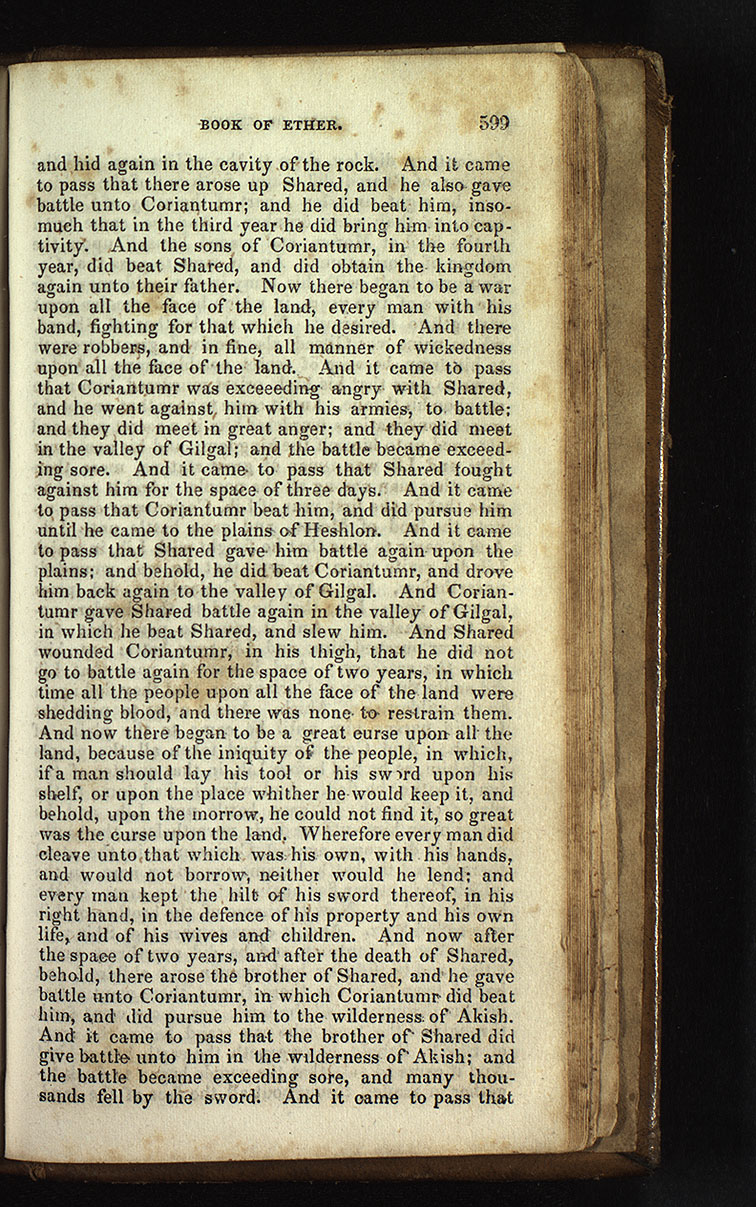 BOOK OF ETHER. 599
and hid again in the cavity of the rock. And it came
to pass that there arose up Shared, and he also gave
battle unto Coriantumr; and he did beat him, inso-
much that in the third year he did bring him into cap-
tivity. And the sons of Coriantumr, in the fourth
year, did beat Shared, and did obtain the kingdom
again unto their father. Now there began to be a war
upon all the face of the land, every man with his
band, fighting for that which he desired. And there
were robbers, and in fine, all manner of wickedness
upon all the face of the land. And it came to pass
that Coriantumr was exceeeding angry with Shared,
and he went against him with his armies, to battle;
and they did meet in great anger; and they did meet
in the valley of Gilgal; and the battle became exceed-
ing sore. And it came to pass that Shared fought
against him for the space of three days. And it came
to pass that Coriantumr beat him, and did pursue him
until he came to the plains of Heshlon. And it came
to pass that Shared gave him battle again upon the
plains; and behold, he did beat Coriantumr, and drove
him back again to the valley of Gilgal. And Corian-
tumr gave Shared battle again in the valley of Gilgal,
in which he beat Shared, and slew him. And Shared
wounded Coriantumr, in his thigh, that he did not
go to battle again for the space of two years, in which
time all the people upon all the face of the land were
shedding blood, and there was none to restrain them.
And now there began to be a great curse upon all the
land, because of the iniquity of the people, in which,
if a man should lay his tool or his sword upon his
shelf, or upon the place whither he would keep it, and
behold, upon the morrow, he could not find it, so great
was the curse upon the land. Wherefore every man did
cleave unto that which was his own, with his hands,
and would not borrow, neither would he lend; and
every man kept the hilt of his sword thereof, in his
right hand, in the defence of his property and his own
life, and of his wives and children. And now after
the space of two years, and after the death of Shared,
behold, there arose the brother of Shared, and he gave
battle unto Coriantumr, in which Coriantumr did beat
him, and did pursue him to the wilderness of Akish.
And it came to pass that the brother of Shared did
give battle unto him in the wilderness of Akish; and
the battle became exceeding sore, and many thou-
sands fell by the sword. And it came to pass that